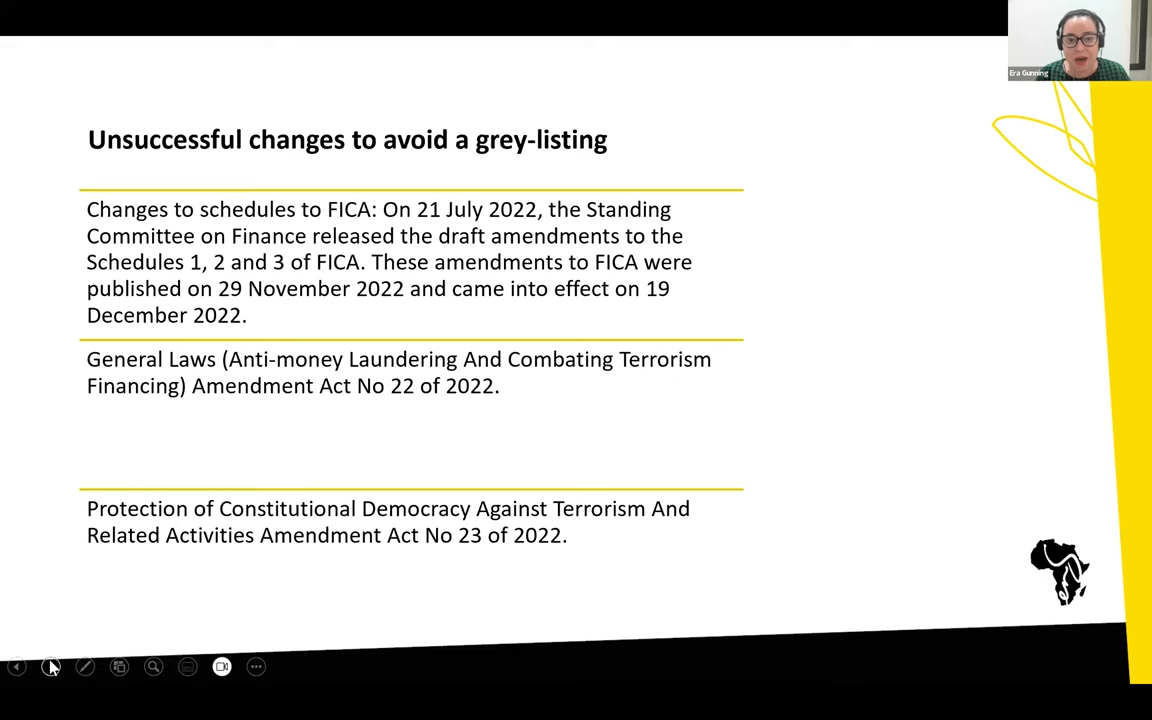 Era Gunning
Unsuccessful changes to avoid a grey-listing
Changes to schedules to FICA: On 21 July 2022, the Standing
Committee on Finance released the draft amendments to the
Schedules 1, 2 and 3 of FICA. These amendments to FICA were
published on 29 November 2022 and came into effect on 19
December 2022.
General Laws (Anti-money Laundering And Combating Terrorism
Financing) Amendment Act No 22 of 2022.
Protection of Constitutional Democracy Against Terrorism And
Related Activities Amendment Act No 23 of 2022.